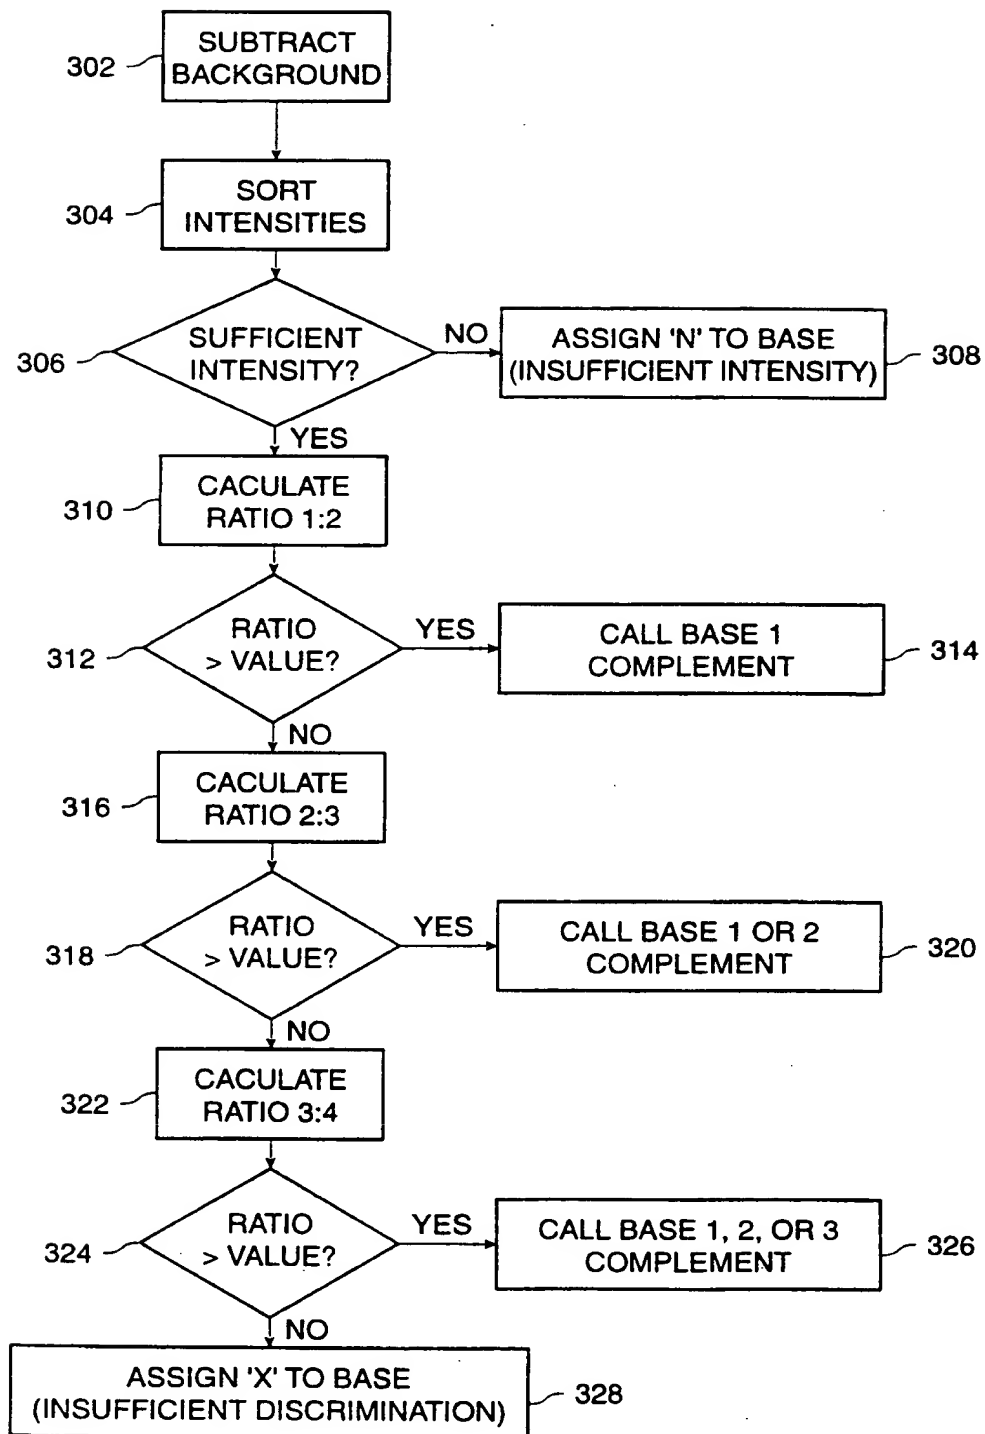 SUBTRACT
BACKGROUND
302
SORT
INTENSITIES
304
SUFFICIENT
INTENSITY?
306
NO
ASSIGN 'N' TO BASE
(INSUFFICIENT INTENSITY)
308
YES
CACULATE
RATIO 1:2
310
RATIO
> VALUE?
312
YES
CALL BASE 1
COMPLEMENT
314
NO
CACULATE
RATIO 2:3
316
RATIO
> VALUE?
318
YES
CALL BASE 1 OR 2
COMPLEMENT
320
NO
CACULATE
RATIO 3:4
322
RATIO
> VALUE?
324
YES
CALL BASE 1, 2, OR 3
COMPLEMENT
326
NO
ASSIGN 'X' TO BASE
(INSUFFICIENT DISCRIMINATION)
328